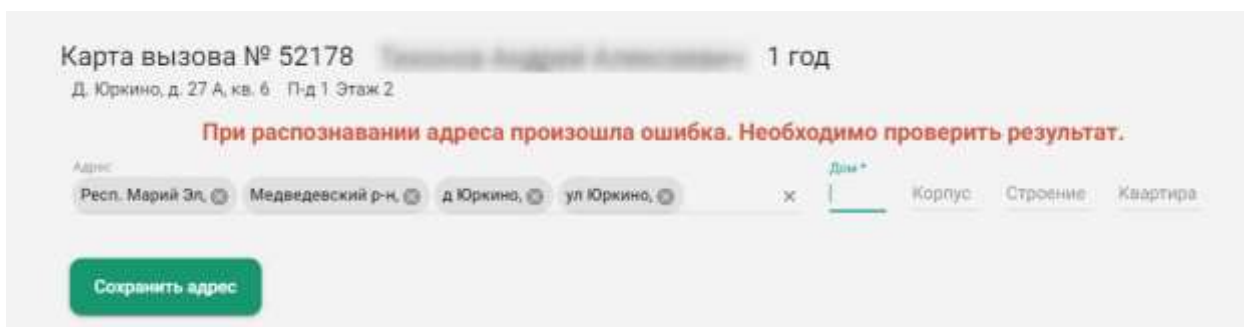 Карта вызова № 52178 1 год
Д. Юркино, д. 27 А, кв. 6 П-д 1 Этаж 2
При распознавании адреса произошла ошибка. Необходимо проверить результат.
Адрес Дом *
Респ. Марий Эл, Медведевский р-н, д Юркино, ул Юркино, Корпус Строение Квартира
Сохранить адрес